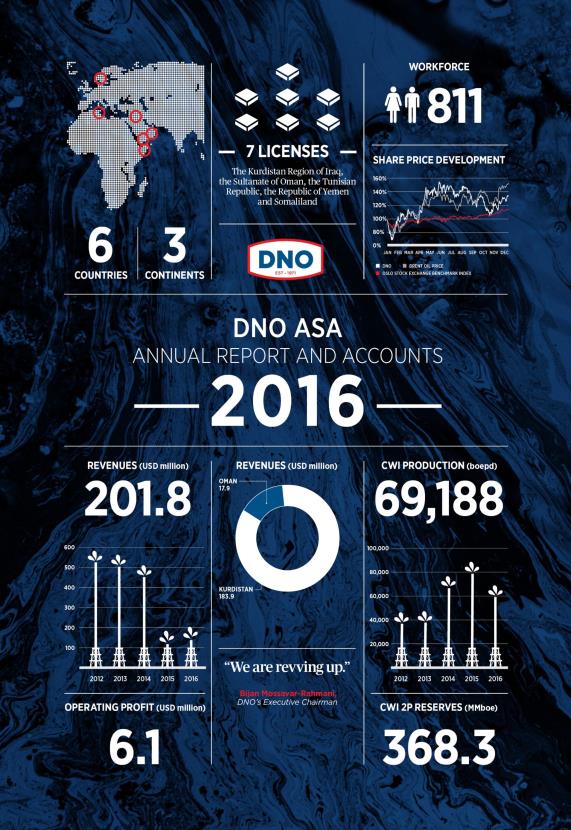 7 LICENSES
The Kurdistan Region of Iraq,
the Sultanate of Oman, the Tunisian
Republic, the Republic of Yemen
and Somaliland
6
COUNTRIES
3
CONTINENTS
DNO
EST - 1971
WORKFORCE
811
SHARE PRICE DEVELOPMENT
160%
140%
120%
100%
80%
0%
JAN FEB MAR APR MAY JUN JUL AUG SEP OCT NOV DEC
DNO BRENT OIL PRICE
OSLO STOCK EXCHANGE BENCHMARK INDEX
DNO ASA
ANNUAL REPORT AND ACCOUNTS
2016
REVENUES (USD million)
201.8
600
500
400
300
200
100
2012 2013 2014 2015 2016
OPERATING PROFIT (USD million)
6.1
REVENUES (USD million)
OMAN
17.9
KURDISTAN
183.9
“We are revving up.”
Bijan Mossavar-Rahmani,
DNO’s Executive Chairman
CWI PRODUCTION (boepd)
69,188
100,000
80,000
60,000
40,000
20,000
2012 2013 2014 2015 2016
CWI 2P RESERVES (MMboe)
368.3